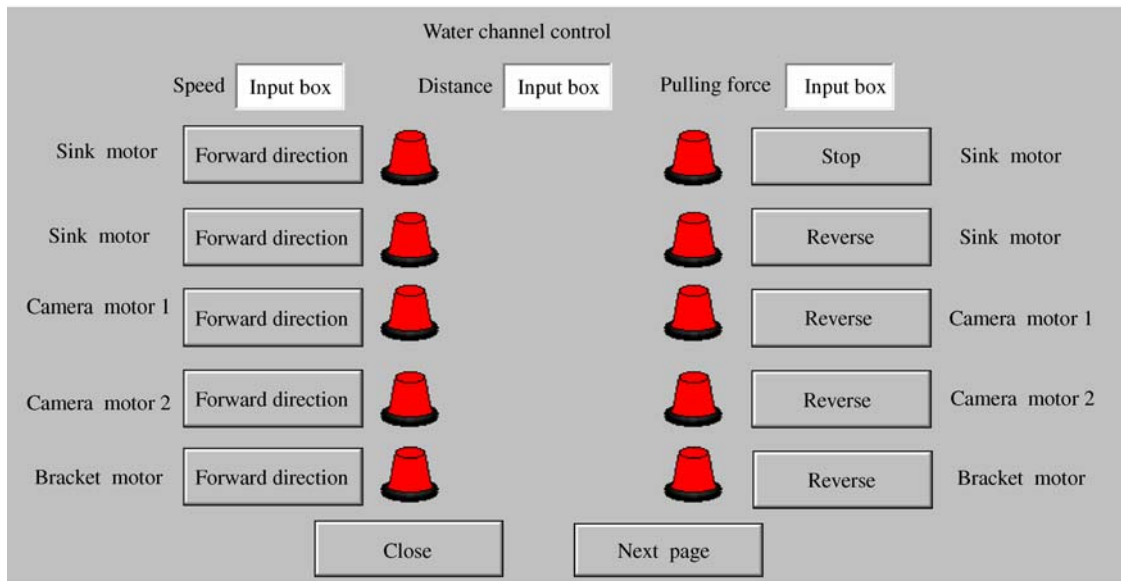 Water channel control
Speed Input box Distance Input box Pulling force Input box
Sink motor Forward direction Stop Sink motor
Sink motor Forward direction Reverse Sink motor
Camera motor 1 Forward direction Reverse Camera motor 1
Camera motor 2 Forward direction Reverse Camera motor 2
Bracket motor Forward direction Reverse Bracket motor
Close Next page